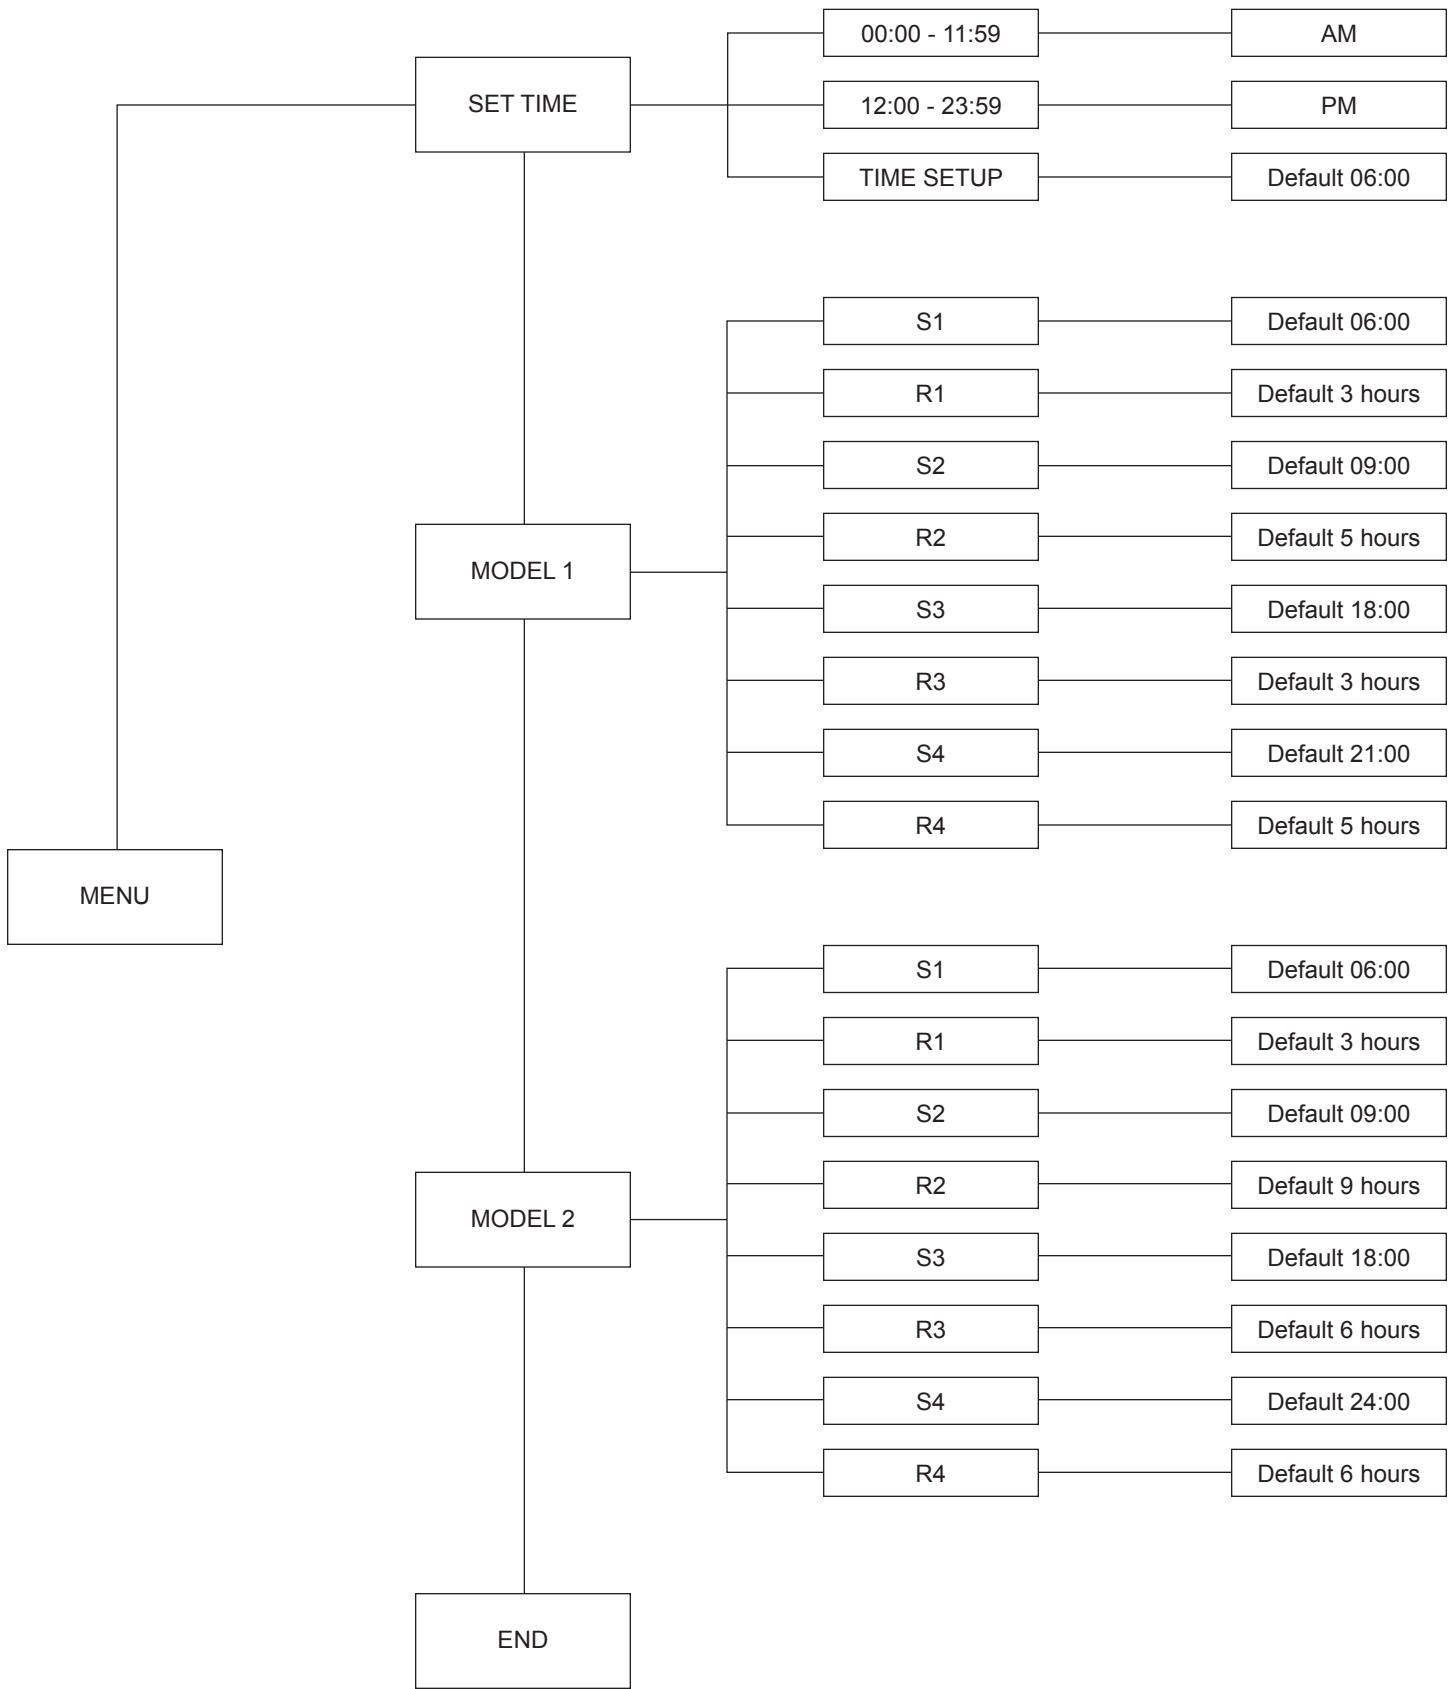 00:00 - 11:59
AM
SET TIME
12:00 - 23:59
PM
TIME SETUP
Default 06:00
S1
Default 06:00
R1
Default 3 hours
S2
Default 09:00
R2
Default 5 hours
MODEL 1
S3
Default 18:00
R3
Default 3 hours
S4
Default 21:00
R4
Default 5 hours
MENU
S1
Default 06:00
R1
Default 3 hours
S2
Default 09:00
R2
Default 9 hours
MODEL 2
S3
Default 18:00
R3
Default 6 hours
S4
Default 24:00
R4
Default 6 hours
END